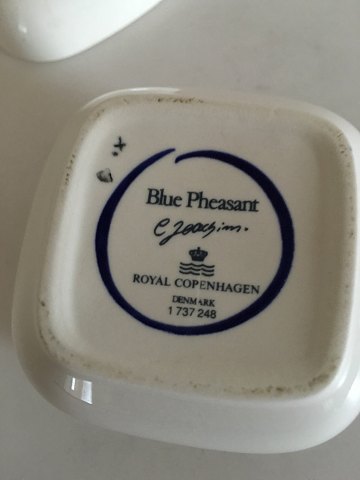 Blue Pheasant
C Joachim.
ROYAL COPENHAGEN
DENMARK
1 737 248